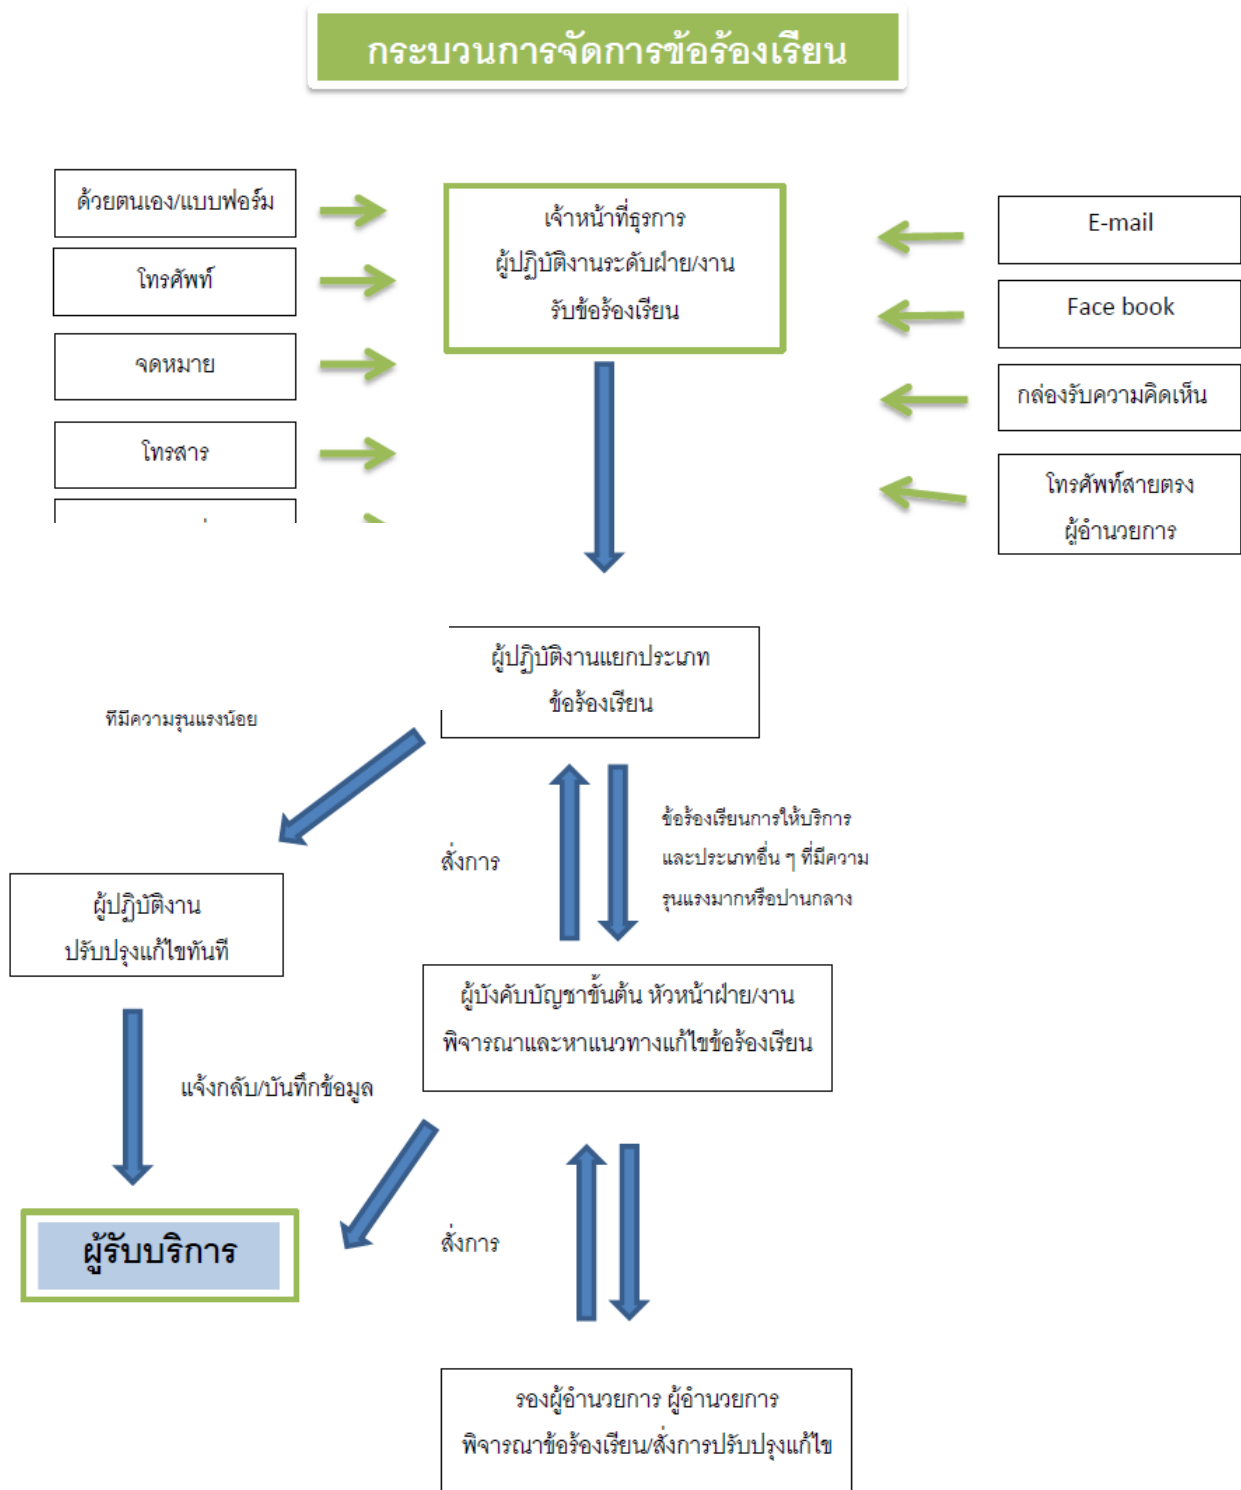 กระบวนการจัดการข้อร้องเรียน
ด้วยตนเอง/แบบฟอร์ม
โทรศัพท์
จดหมาย
โทรสาร
เจ้าหน้าที่ธุรการ
ผู้ปฏิบัติงานระดับฝ่าย/งาน
รับข้อร้องเรียน
E-mail
Face book
กล่องรับความคิดเห็น
โทรศัพท์สายตรง
ผู้อำนวยการ
ผู้ปฏิบัติงานแยกประเภท
ข้อร้องเรียน
ที่มีความรุนแรงน้อย
สั่งการ
ข้อร้องเรียนการให้บริการ
และประเภทอื่น ๆ ที่มีความ
รุนแรงมากหรือปานกลาง
ผู้ปฏิบัติงาน
ปรับปรุงแก้ไขทันที
ผู้บังคับบัญชาขั้นต้น หัวหน้าฝ่าย/งาน
พิจารณาและหาแนวทางแก้ไขข้อร้องเรียน
แจ้งกลับ/บันทึกข้อมูล
ผู้รับบริการ
สั่งการ
รองผู้อำนวยการ ผู้อำนวยการ
พิจารณาข้อร้องเรียน/สั่งการปรับปรุงแก้ไข